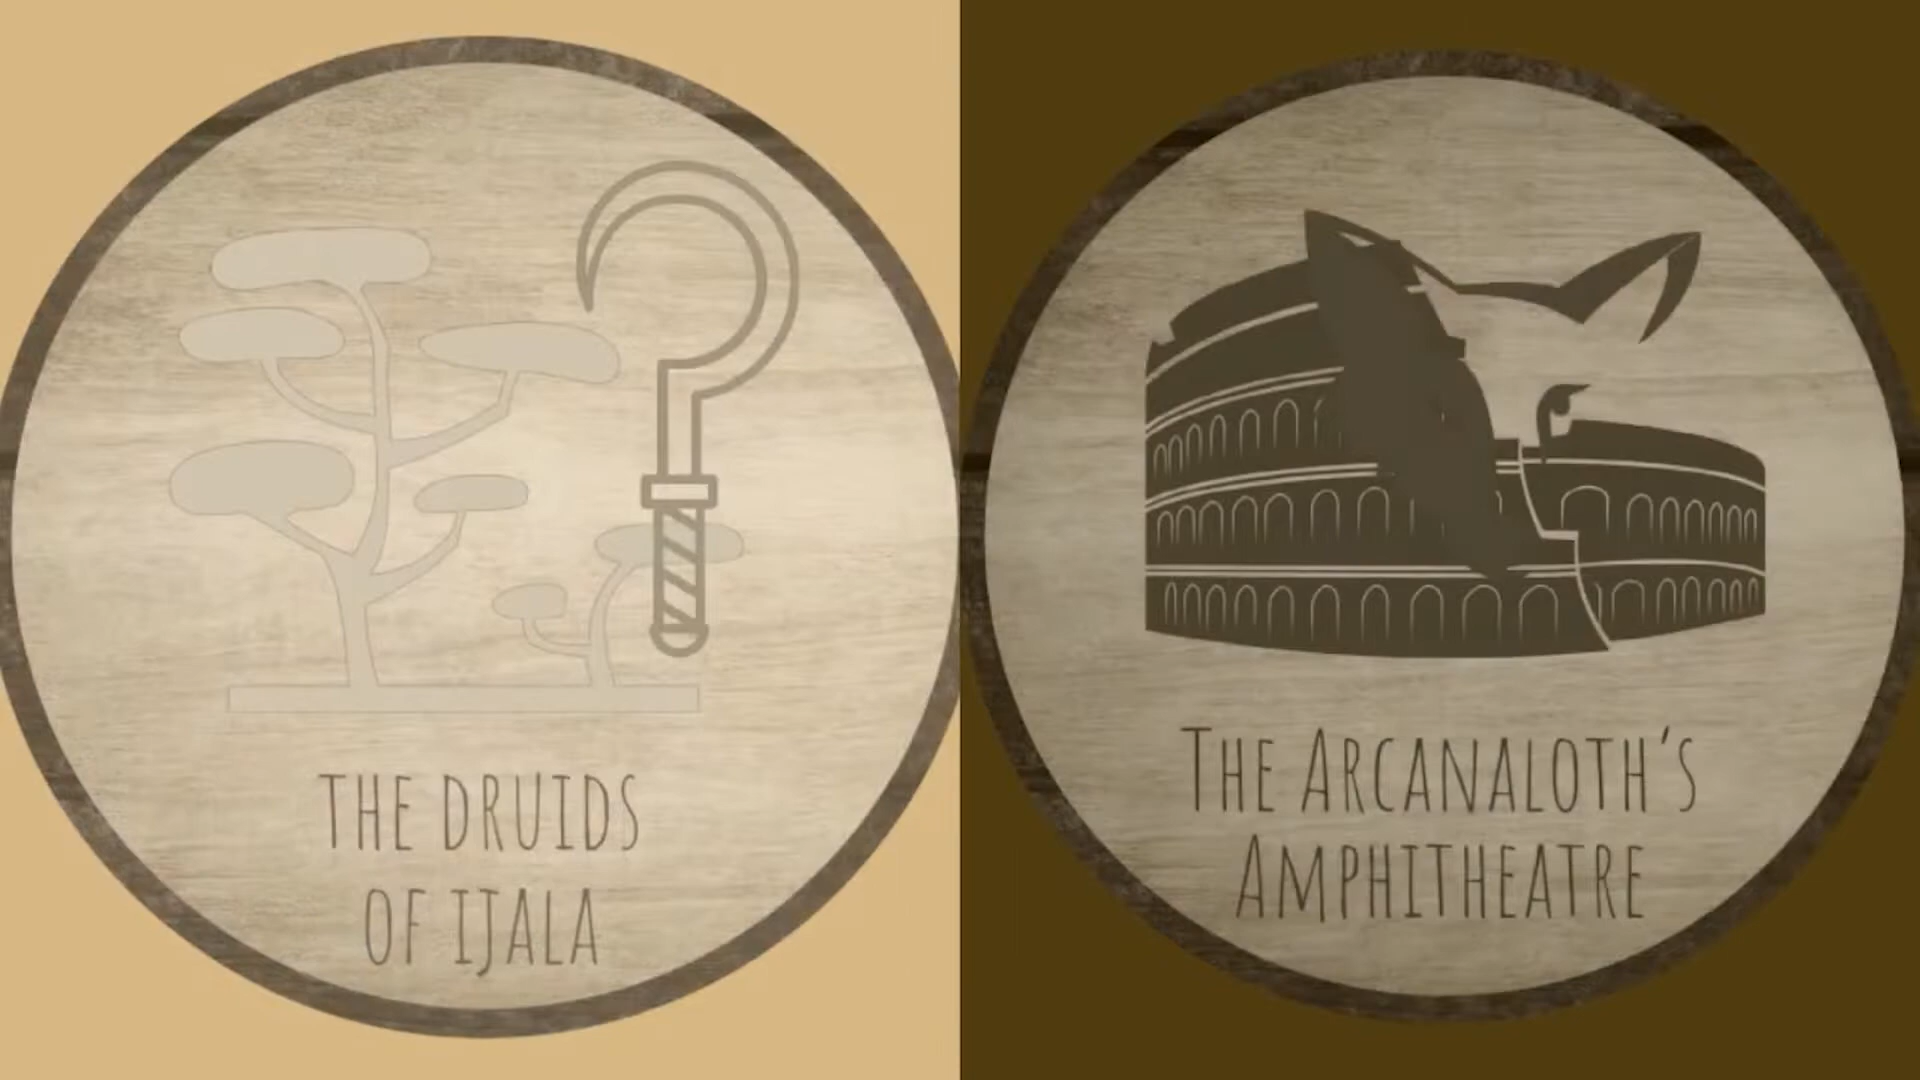 THE DRUIDS
OF IJALA
THE ARCANALOTH'S
AMPHITHEATRE